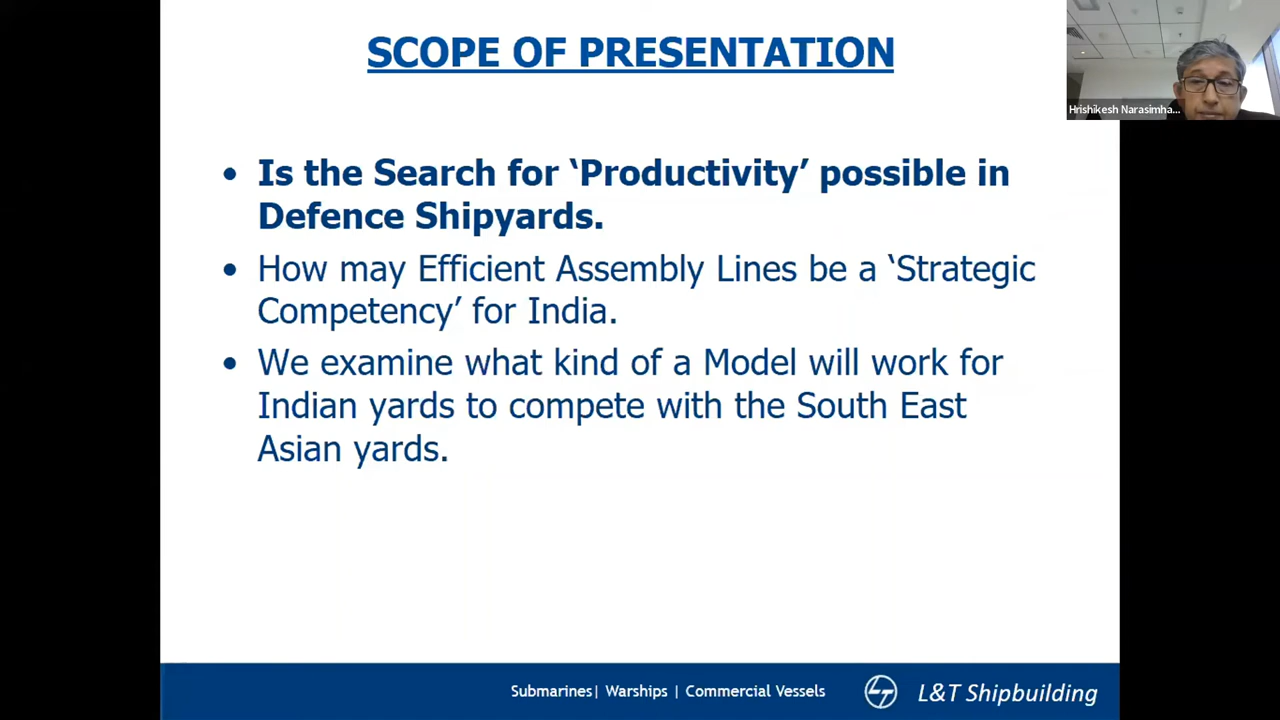 SCOPE OF PRESENTATION
Hrishikesh Narasimha...
• Is the Search for ‘Productivity’ possible in
Defence Shipyards.
• How may Efficient Assembly Lines be a ‘Strategic
Competency’ for India.
• We examine what kind of a Model will work for
Indian yards to compete with the South East
Asian yards.
Submarines| Warships | Commercial Vessels
L&T Shipbuilding